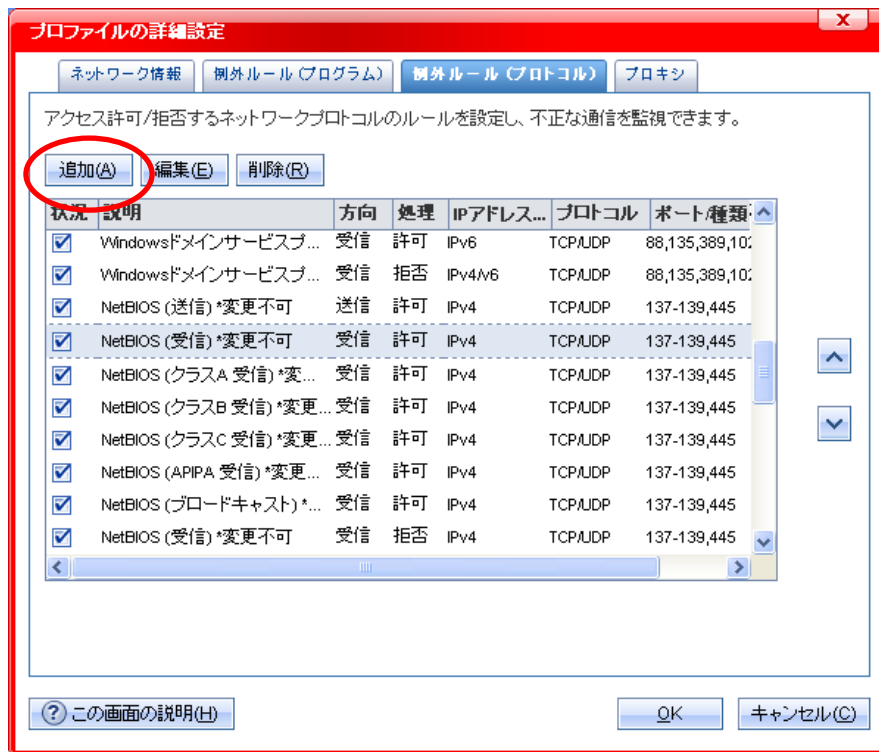 プロファイルの詳細設定
ネットワーク情報 例外ルール(プログラム) 例外ルール(プロトコル) プロキシ
アクセス許可/拒否するネットワークプロトコルのルールを設定し、不正な通信を監視できます。
追加(A) 編集(E) 削除(R)
状況 説明 方向 処理 IPアドレス... プロトコル ポート/種類
Windowsドメインサービスプ... 受信 許可 IPv6 TCP/UDP 88,135,389,102
Windowsドメインサービスプ... 受信 拒否 IPv4/v6 TCP/UDP 88,135,389,102
NetBIOS (送信) *変更不可 送信 許可 IPv4 TCP/UDP 137-139,445
NetBIOS (受信) *変更不可 受信 許可 IPv4 TCP/UDP 137-139,445
NetBIOS (クラスA 受信) *変... 受信 許可 IPv4 TCP/UDP 137-139,445
NetBIOS (クラスB 受信) *変更... 受信 許可 IPv4 TCP/UDP 137-139,445
NetBIOS (クラスC 受信) *変更... 受信 許可 IPv4 TCP/UDP 137-139,445
NetBIOS (APIPA 受信) *変更... 受信 許可 IPv4 TCP/UDP 137-139,445
NetBIOS (ブロードキャスト) *... 受信 許可 IPv4 TCP/UDP 137-139,445
NetBIOS (受信) *変更不可 受信 拒否 IPv4 TCP/UDP 137-139,445
? この画面の説明(H) OK キャンセル(C)